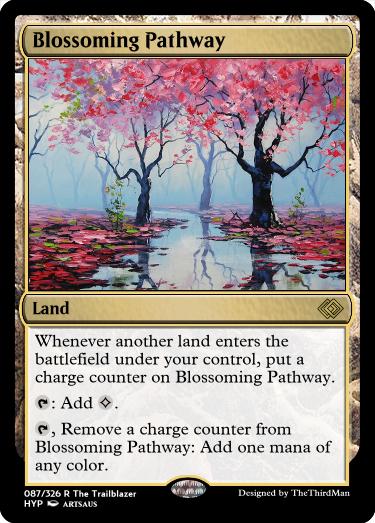 Blossoming Pathway
Land
Whenever another land enters the
battlefield under your control, put a
charge counter on Blossoming Pathway.
: Add .
, Remove a charge counter from
Blossoming Pathway: Add one mana of
any color.
087/326 R The Trailblazer
HYP ARTSAUS
Designed by TheThirdMan